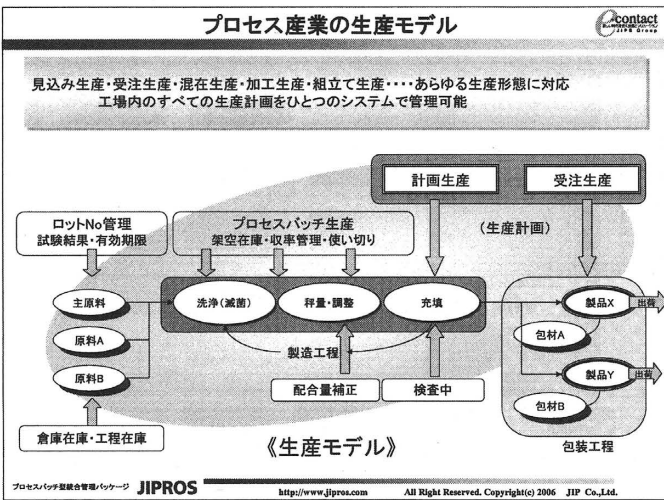 プロセス産業の生産モデル
e-contact
JIPE Group
見込み生産・受注生産・混在生産・加工生産・組立て生産・・・・あらゆる生産形態に対応
工場内のすべての生産計画をひとつのシステムで管理可能
計画生産
受注生産
(生産計画)
ロットNo管理
試験結果・有効期限
プロセスバッチ生産
架空在庫・収率管理・使い切り
主原料
原料A
原料B
洗浄(滅菌)
秤量・調整
充填
製造工程
配合量補正
検査中
倉庫在庫・工程在庫
製品X
出荷
包材A
製品Y
出荷
包材B
包装工程
《生産モデル》
プロセスバッチ型統合管理パッケージ JIPROS
http://www.jipros.com
All Right Reserved. Copyright(c) 2006 JIP Co.,Ltd.